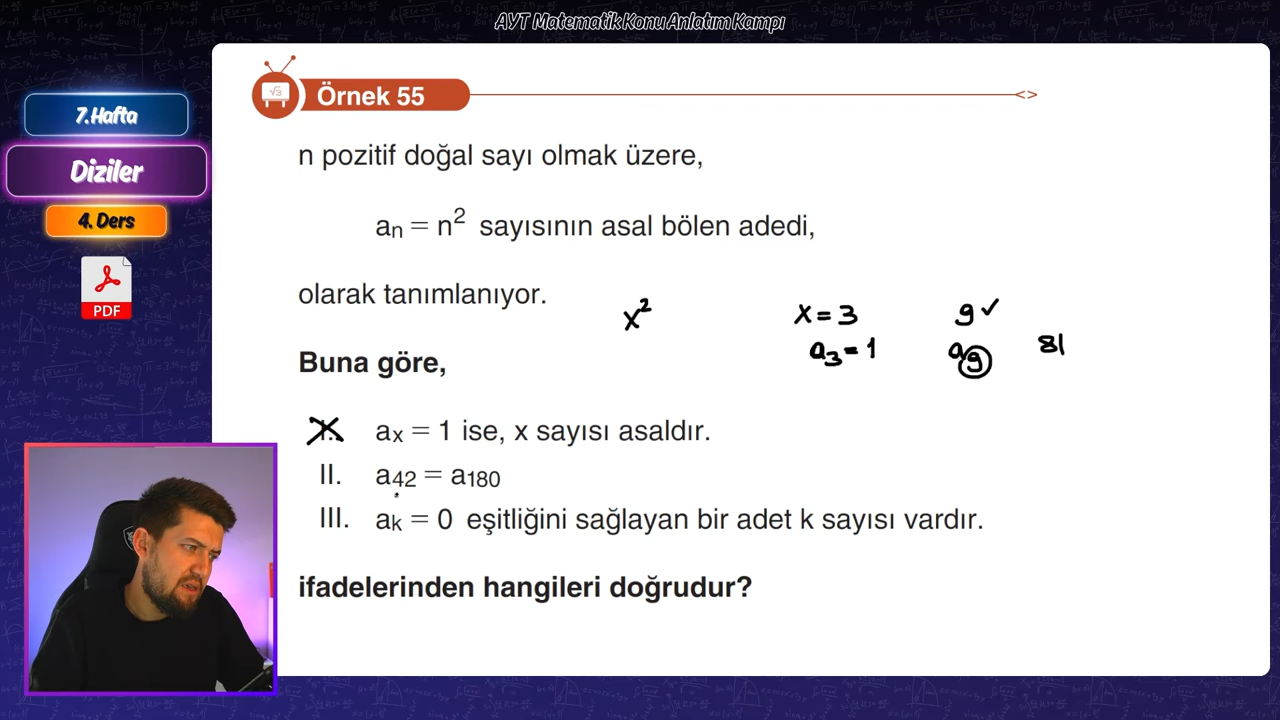 AYT Matematik Konu Anlatım Kampı
7.Hafta
Diziler
4. Ders
PDF
√3
Örnek 55
<>
n pozitif doğal sayı olmak üzere,
aₙ = n² sayısının asal bölen adedi,
olarak tanımlanıyor.
x²
x = 3
9 ✓
a₃ = 1
a₉
81
Buna göre,
I. aₓ = 1 ise, x sayısı asaldır.
II. a₄₂ = a₁₈₀
III. aₖ = 0 eşitliğini sağlayan bir adet k sayısı vardır.
ifadelerinden hangileri doğrudur?